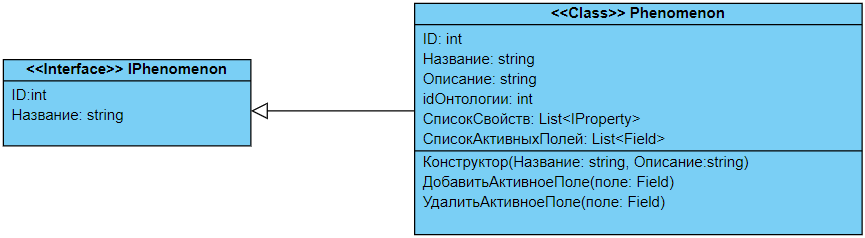 <<Interface>> IPhenomenon
ID:int
Название: string
<<Class>> Phenomenon
ID: int
Название: string
Описание: string
idОнтологии: int
СписокСвойств: List<IProperty>
СписокАктивныхПолей: List<Field>
Конструктор(Название: string, Описание:string)
ДобавитьАктивноеПоле(поле: Field)
УдалитьАктивноеПоле(поле: Field)